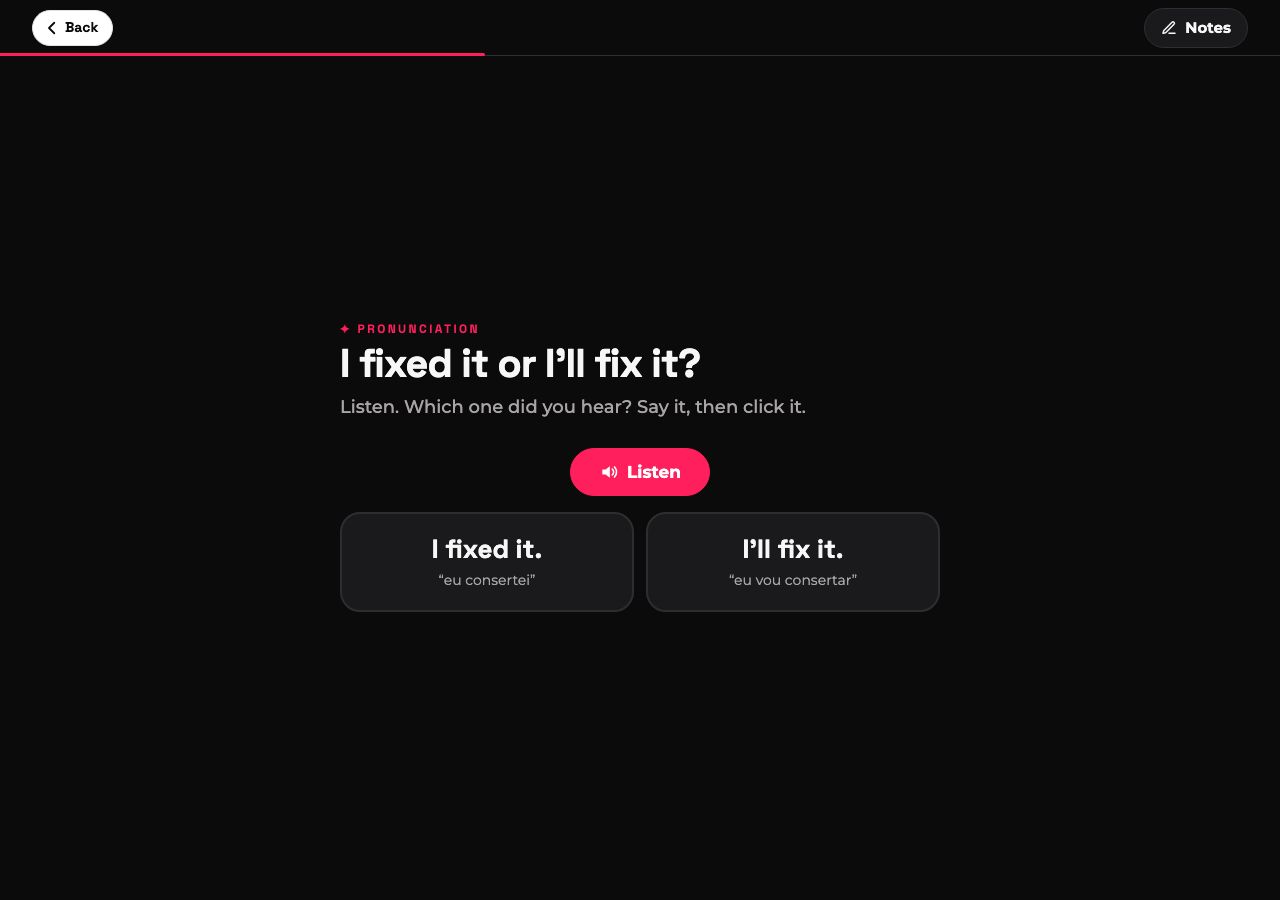 Back
Notes
✦ PRONUNCIATION
I fixed it or I’ll fix it?
Listen. Which one did you hear? Say it, then click it.
Listen
I fixed it.
“eu consertei”
I’ll fix it.
“eu vou consertar”